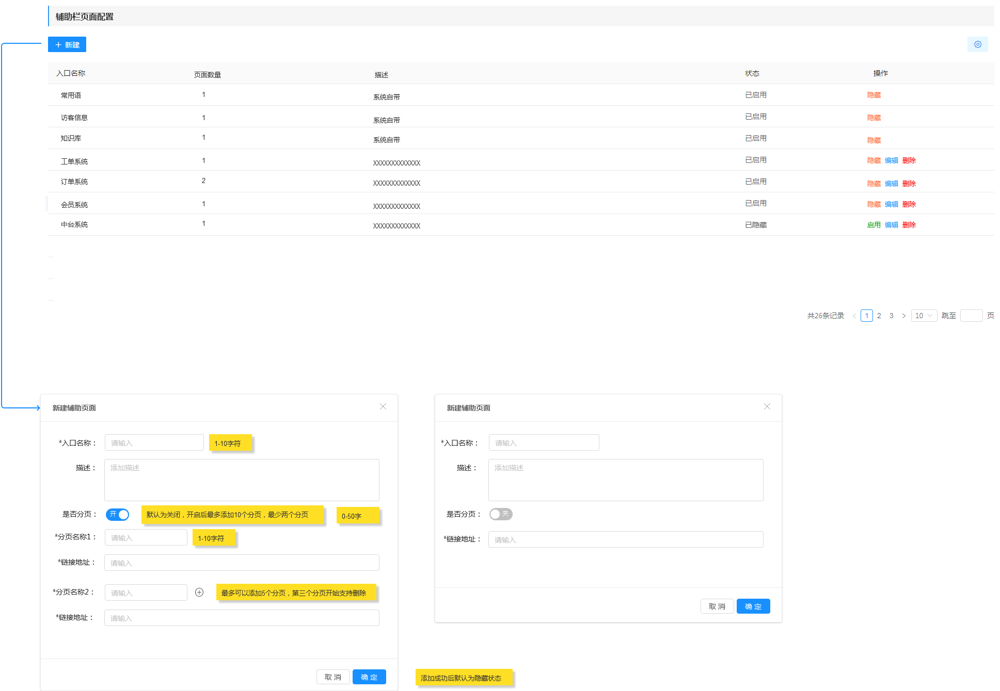 辅助栏页面配置
新建
入口名称 页面数量 描述 状态 操作
常用语 1 系统自带 已启用 隐藏
访客信息 1 系统自带 已启用 隐藏
知识库 1 系统自带 已启用 隐藏
工单系统 1 XXXXXXXXXXXXX 已启用 隐藏 编辑 删除
订单系统 2 XXXXXXXXXXXXX 已启用 隐藏 编辑 删除
会员系统 1 XXXXXXXXXXXXX 已启用 隐藏 编辑 删除
中台系统 1 XXXXXXXXXXXXX 已隐藏 启用 编辑 删除
共26条记录 < 1 2 3 > 10 跳至 页
新建辅助页面
*入口名称： 请输入 1-10字符
描述： 添加描述
是否分页： 开 默认为关闭，开启后最多添加10个分页，最少两个分页 0-50字
*分页名称1： 请输入 1-10字符
*链接地址： 请输入
*分页名称2： 请输入 最多可以添加5个分页，第三个分页开始支持删除
*链接地址： 请输入
取消 确定
新建辅助页面
*入口名称： 请输入
描述： 添加描述
是否分页： 关
*链接地址： 请输入
取消 确定
添加成功后默认为隐藏状态